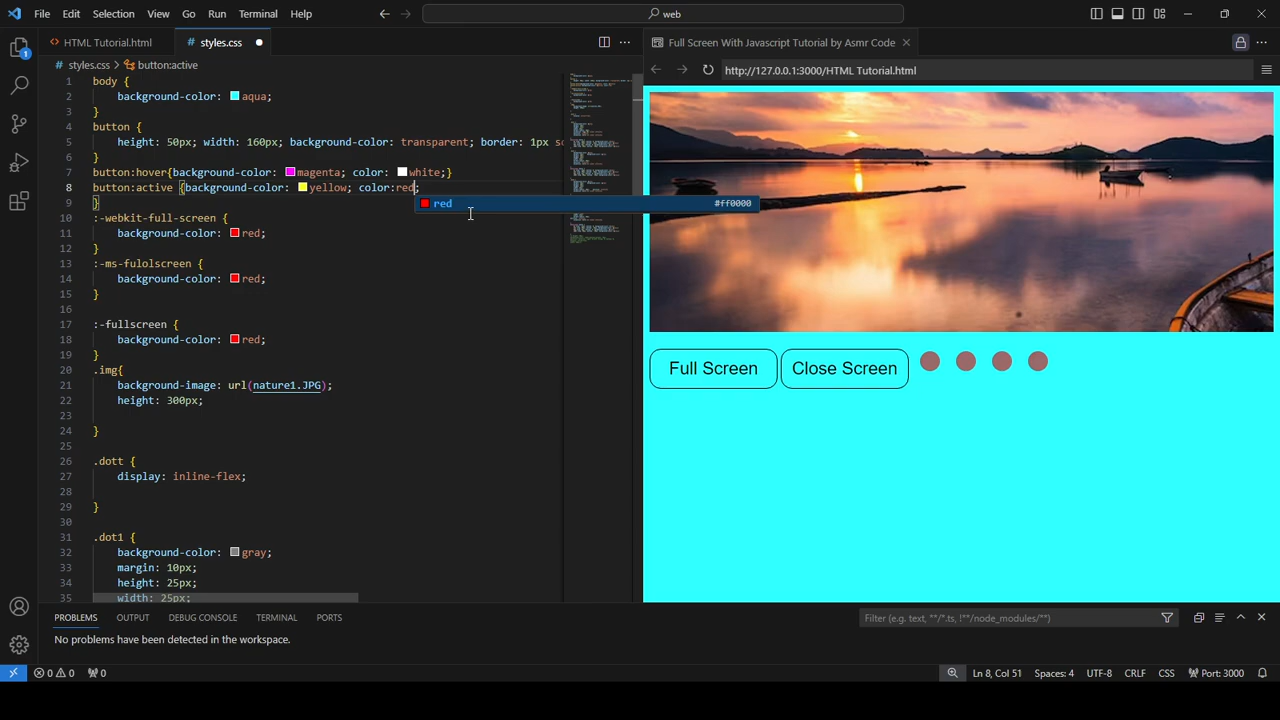 File Edit Selection View Go Run Terminal Help
web
HTML Tutorial.html
styles.css
styles.css > button:active
1 body {
2 background-color: aqua;
3 }
4 button {
5 height: 50px; width: 160px; background-color: transparent; border: 1px so
6 }
7 button:hover{background-color: magenta; color: white;}
8 button:active {background-color: yellow; color:red;
red #ff0000
9 }
10 :-webkit-full-screen {
11 background-color: red;
12 }
13 :-ms-fulolscreen {
14 background-color: red;
15 }
16
17 :-fullscreen {
18 background-color: red;
19 }
20 .img{
21 background-image: url(nature1.JPG);
22 height: 300px;
23
24 }
25
26 .dott {
27 display: inline-flex;
28
29 }
30
31 .dot1 {
32 background-color: gray;
33 margin: 10px;
34 height: 25px;
35 width: 25px;
Full Screen With Javascript Tutorial by Asmr Code
http://127.0.0.1:3000/HTML Tutorial.html
Full Screen
Close Screen
PROBLEMS OUTPUT DEBUG CONSOLE TERMINAL PORTS
Filter (e.g. text, **/*.ts, !**/node_modules/**)
No problems have been detected in the workspace.
1
0 0 0
Ln 8, Col 51 Spaces: 4 UTF-8 CRLF CSS Port: 3000